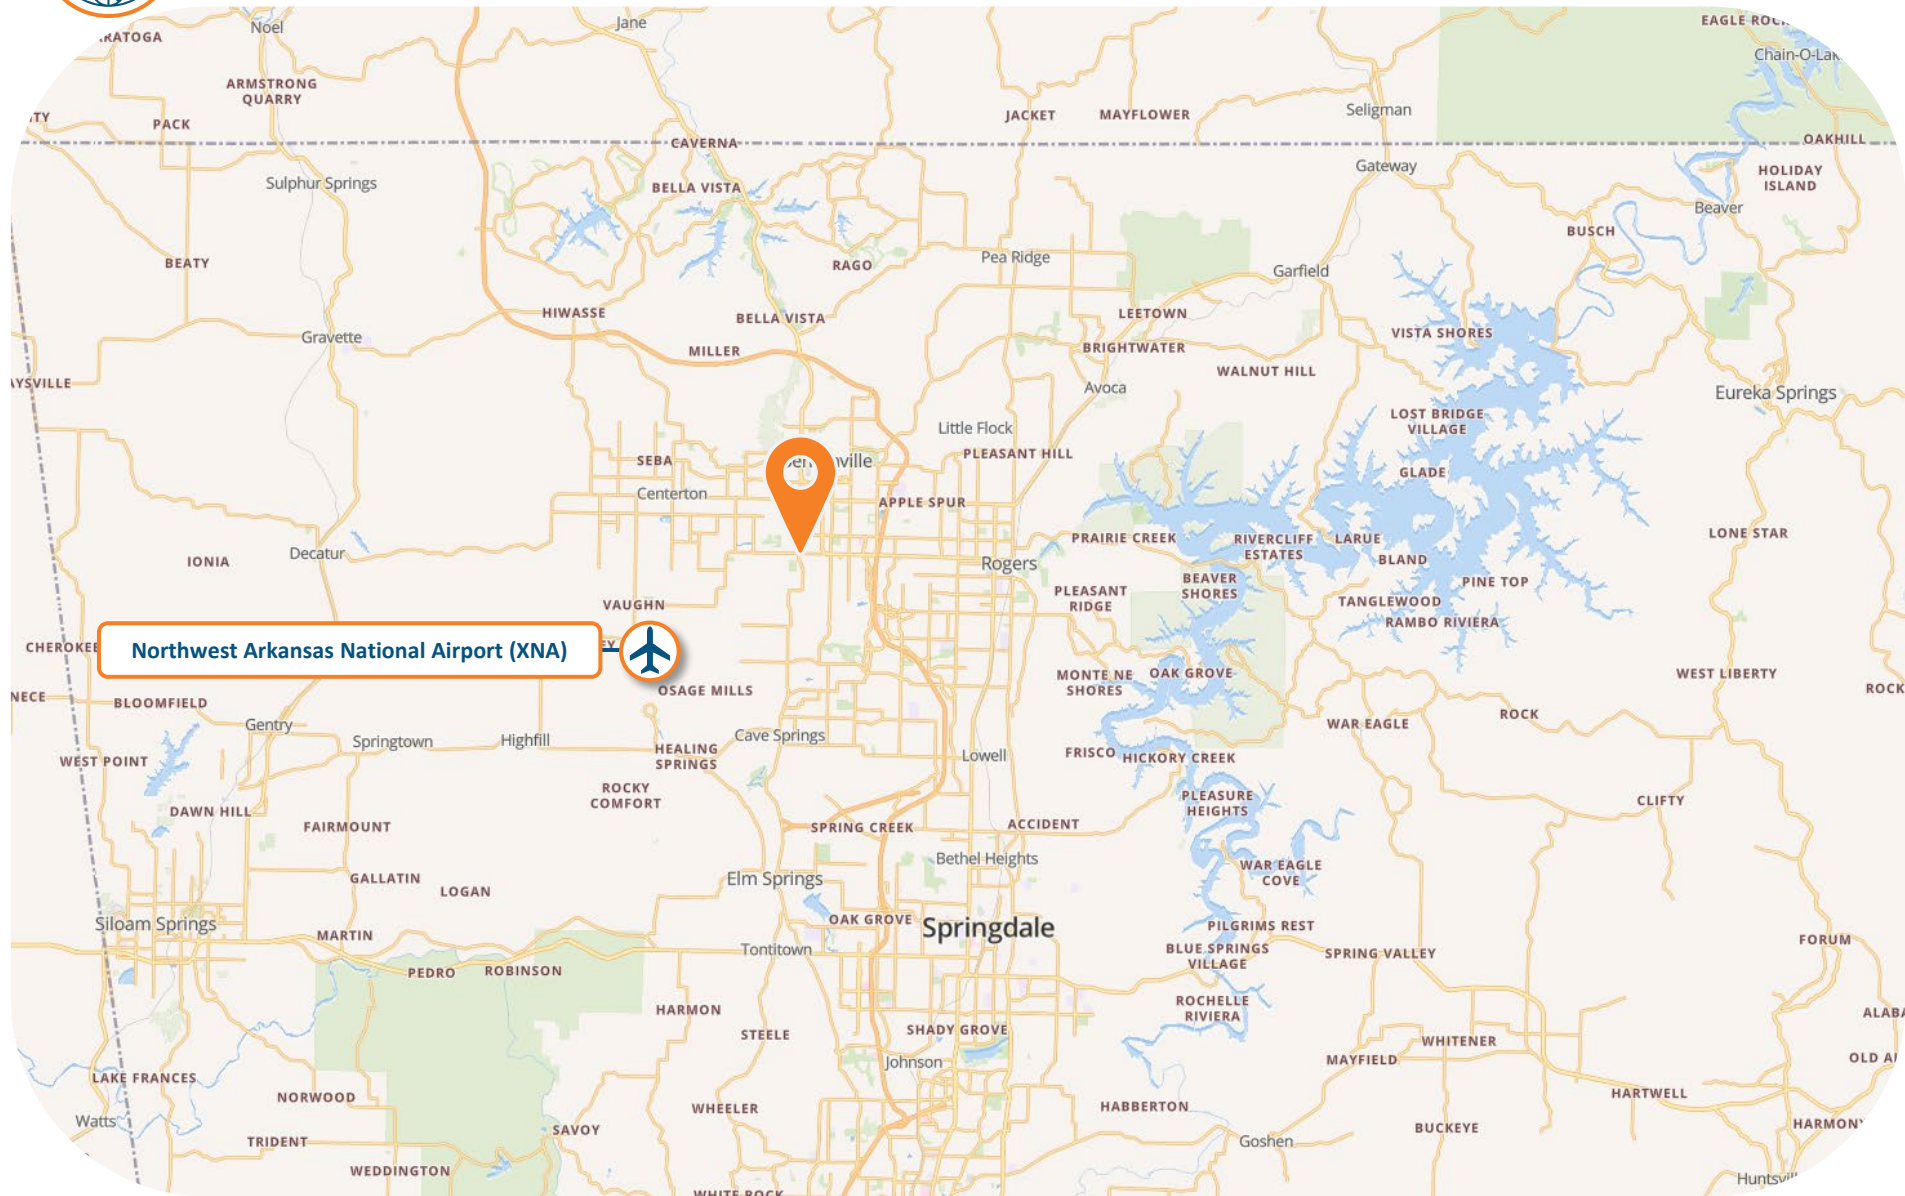 Noel
Jane
EAGLE ROCK
ARMSTRONG
QUARRY
PACK
JACKET
MAYFLOWER
Seligman
CAVERNA
OAKHILL
Sulphur Springs
BELLA VISTA
Gateway
HOLIDAY
ISLAND
Beaver
BUSCH
BEATY
RAGO
Pea Ridge
Garfield
HIWASSE
BELLA VISTA
LEETOWN
VISTA SHORES
Gravette
MILLER
BRIGHTWATER
WALNUT HILL
AYSVILLE
Avoca
Eureka Springs
LOST BRIDGE
VILLAGE
Little Flock
PLEASANT HILL
SEBA
GLADE
Centerton
APPLE SPUR
LONE STAR
PRAIRIE CREEK
RIVERCLIFF
ESTATES
LARUE
IONIA
Decatur
Rogers
BLAND
PINE TOP
BEAVER
SHORES
PLEASANT
RIDGE
VAUGHN
TANGLEWOOD
RAMBO RIVIERA
CHEROKEE
Northwest Arkansas National Airport (XNA)
EY
NECE
BLOOMFIELD
OSAGE MILLS
MONTE NE
SHORES
OAK GROVE
WEST LIBERTY
ROCK
ROCK
WAR EAGLE
Gentry
Springtown
Highfill
Cave Springs
HEALING
SPRINGS
Lowell
FRISCO
HICKORY CREEK
WEST POINT
ROCKY
COMFORT
PLEASURE
HEIGHTS
CLIFTY
DAWN HILL
FAIRMOUNT
SPRING CREEK
ACCIDENT
Bethel Heights
WAR EAGLE
COVE
GALLATIN
LOGAN
Elm Springs
Siloam Springs
MARTIN
OAK GROVE
Springdale
PILGRIMS REST
FORUM
Tontitown
BLUE SPRINGS
VILLAGE
SPRING VALLEY
PEDRO
ROBINSON
HARMON
ROCHELLE
RIVIERA
ALABA
STEELE
SHADY GROVE
WHITENER
Johnson
MAYFIELD
OLD AL
LAKE FRANCES
NORWOOD
WHEELER
HABBERTON
HARTWELL
Watts
SAVOY
BUCKEYE
HARMONY
TRIDENT
Goshen
WEDDINGTON
Huntsvil
WHITE ROCK